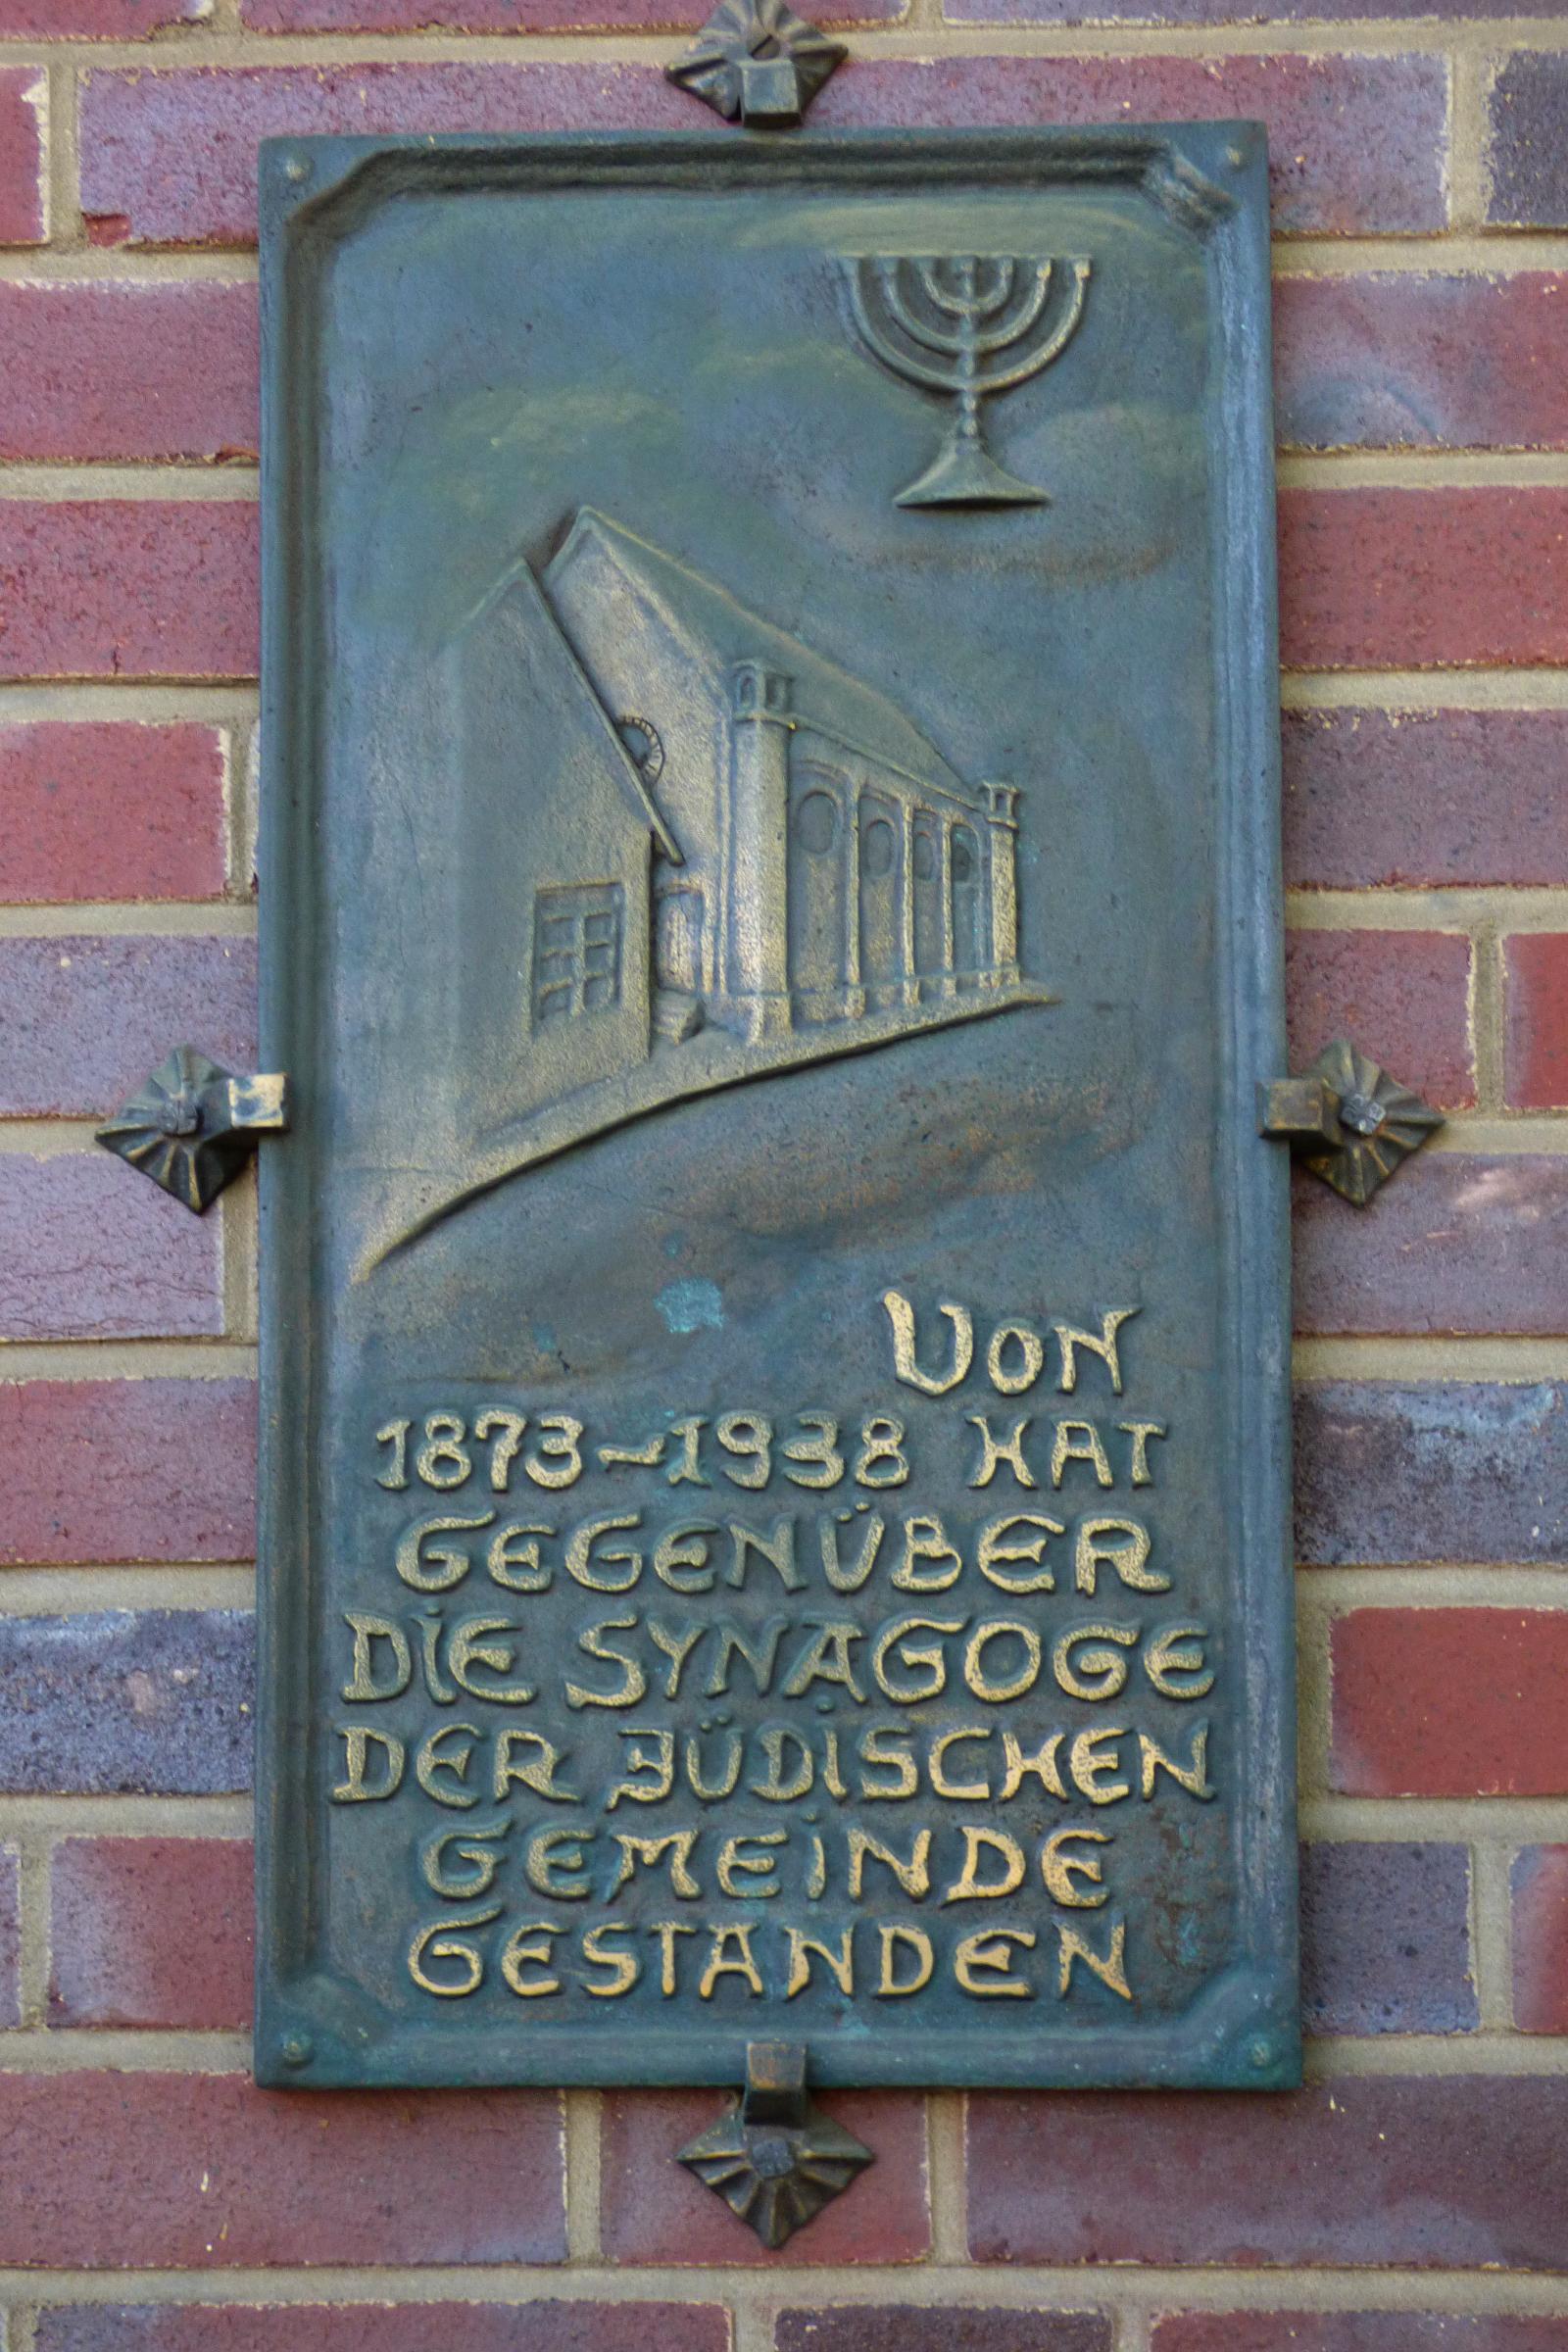 VON
1873-1938 HAT
GEGENÜBER
DIE SYNAGOGE
DER JÜDISCHEN
GEMEINDE
GESTANDEN